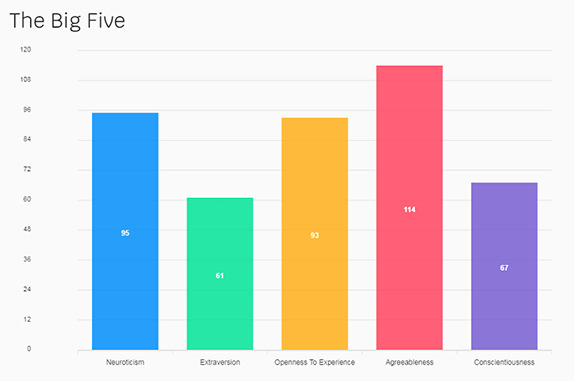 The Big Five
120
108
96
84
72
60
48
36
24
12
0
95
61
93
114
67
Neuroticism
Extraversion
Openness To Experience
Agreeableness
Conscientiousness